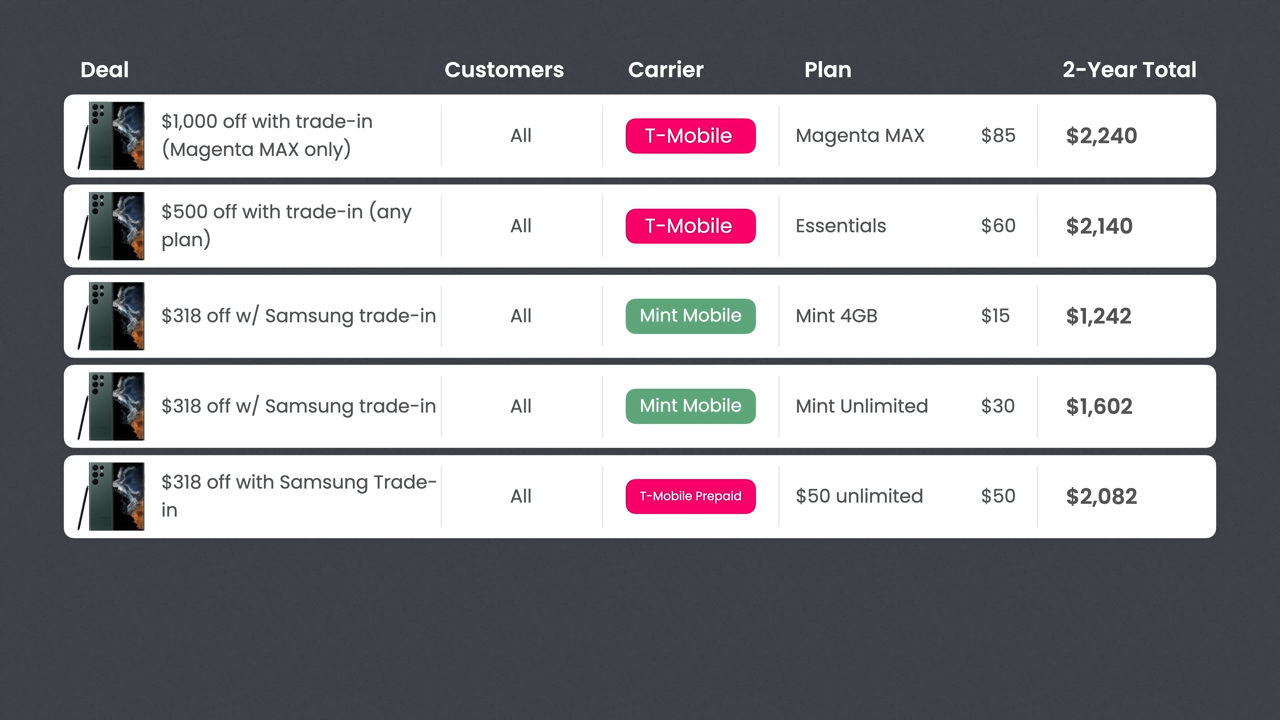 Deal Customers Carrier Plan 2-Year Total
$1,000 off with trade-in
(Magenta MAX only)
All T-Mobile Magenta MAX $85 $2,240
$500 off with trade-in (any
plan)
All T-Mobile Essentials $60 $2,140
$318 off w/ Samsung trade-in All Mint Mobile Mint 4GB $15 $1,242
$318 off w/ Samsung trade-in All Mint Mobile Mint Unlimited $30 $1,602
$318 off with Samsung Trade-
in
All T-Mobile Prepaid $50 unlimited $50 $2,082